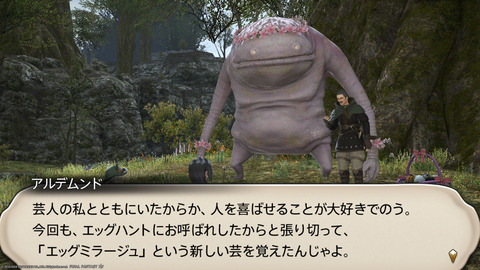 アルデムンド
芸人の私とともにいたからか、人を喜ばせることが大好きでのう。
今回も、エッグハントにお呼ばれしたからと張り切って、
「エッグミラージュ」という新しい芸を覚えたんじゃよ。